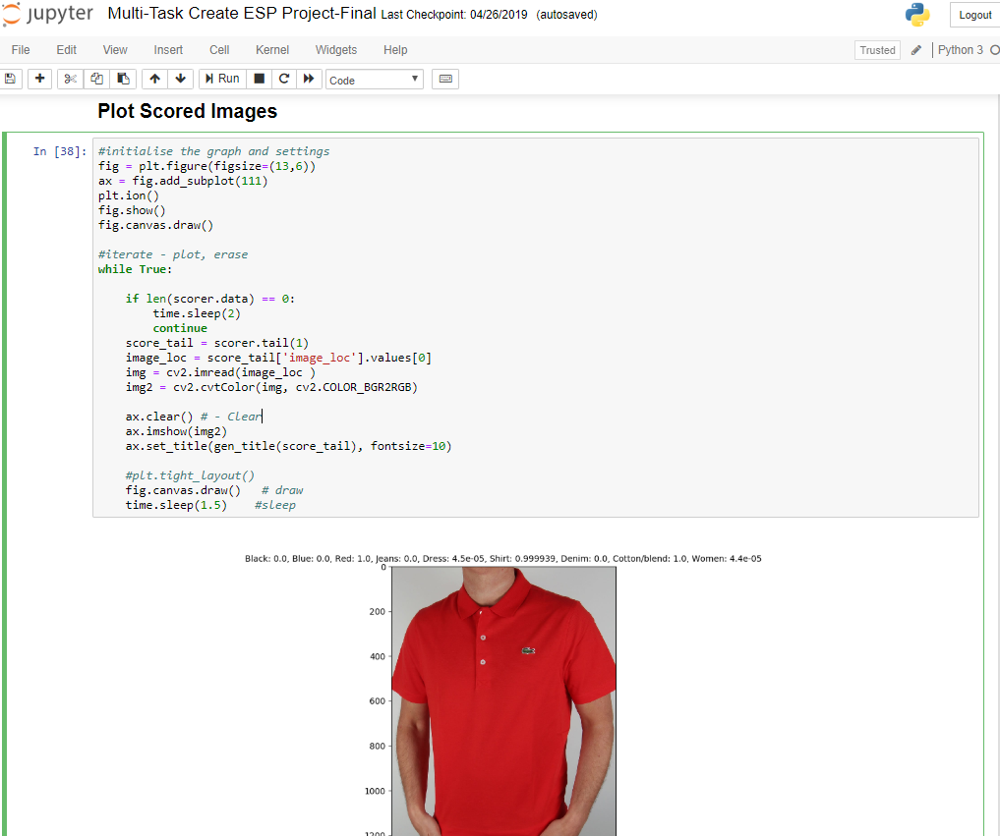 jupyter Multi-Task Create ESP Project-Final Last Checkpoint: 04/26/2019 (autosaved) Logout
File Edit View Insert Cell Kernel Widgets Help Trusted Python 3
Run Code
Plot Scored Images
In [38]:
#initialise the graph and settings
fig = plt.figure(figsize=(13,6))
ax = fig.add_subplot(111)
plt.ion()
fig.show()
fig.canvas.draw()
#iterate - plot, erase
while True:
if len(scorer.data) == 0:
time.sleep(2)
continue
score_tail = scorer.tail(1)
image_loc = score_tail['image_loc'].values[0]
img = cv2.imread(image_loc )
img2 = cv2.cvtColor(img, cv2.COLOR_BGR2RGB)
ax.clear() # - Clear
ax.imshow(img2)
ax.set_title(gen_title(score_tail), fontsize=10)
#plt.tight_layout()
fig.canvas.draw() # draw
time.sleep(1.5) #sleep
Black: 0.0, Blue: 0.0, Red: 1.0, Jeans: 0.0, Dress: 4.5e-05, Shirt: 0.999939, Denim: 0.0, Cotton/blend: 1.0, Women: 4.4e-05
0
200
400
600
800
1000
1200